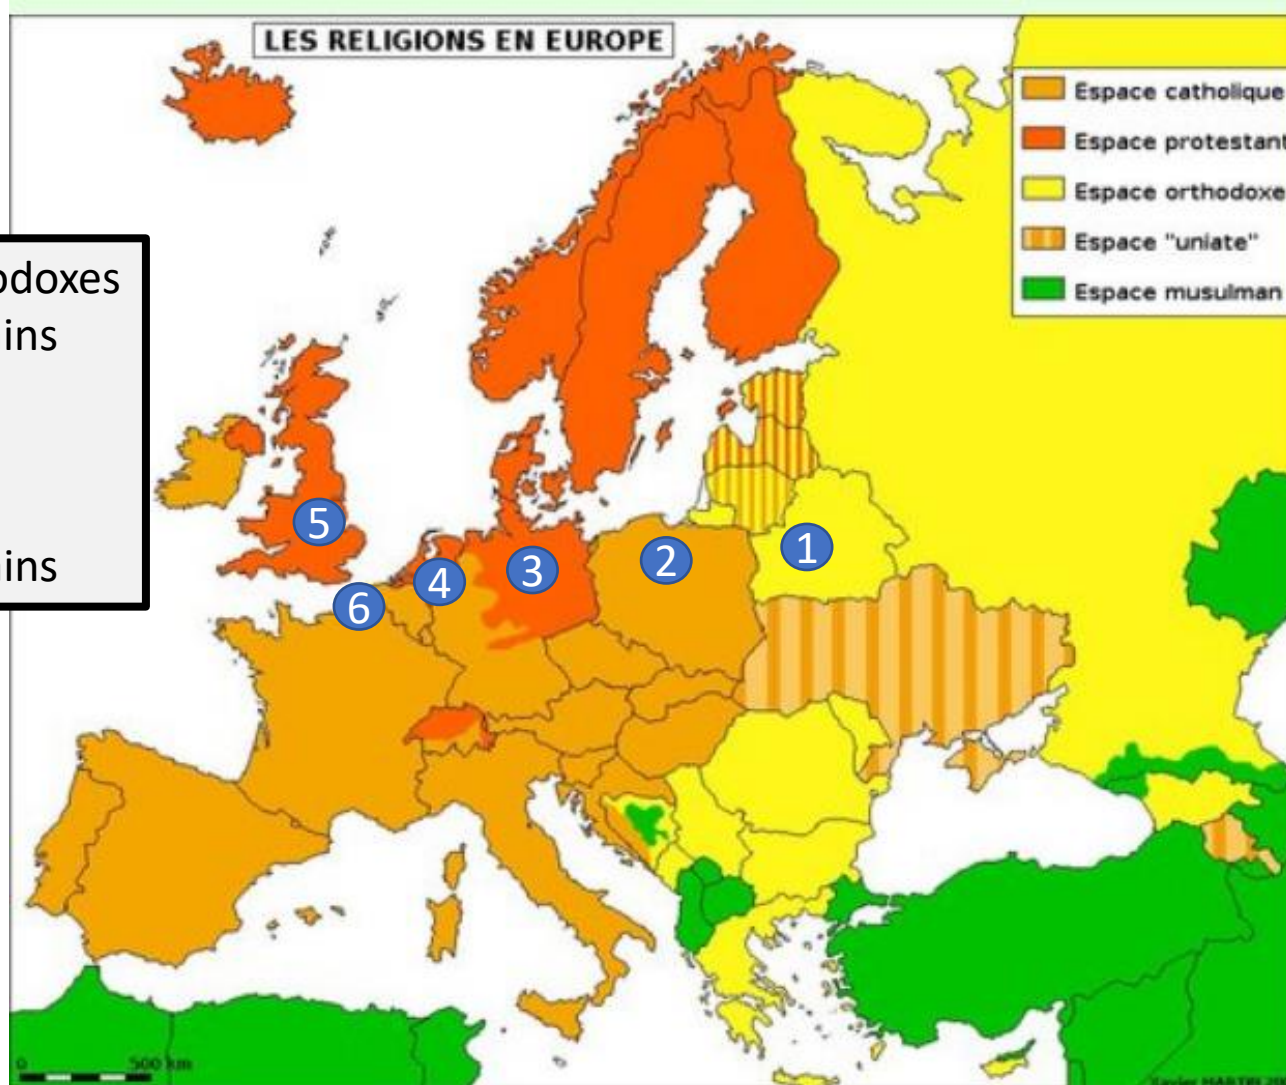 LES RELIGIONS EN EUROPE
Espace catholique
Espace protestant
Espace orthodoxe
Espace "uniate"
Espace musulman
odoxes
ins
ins
5
6
4
3
2
1
0 500 km